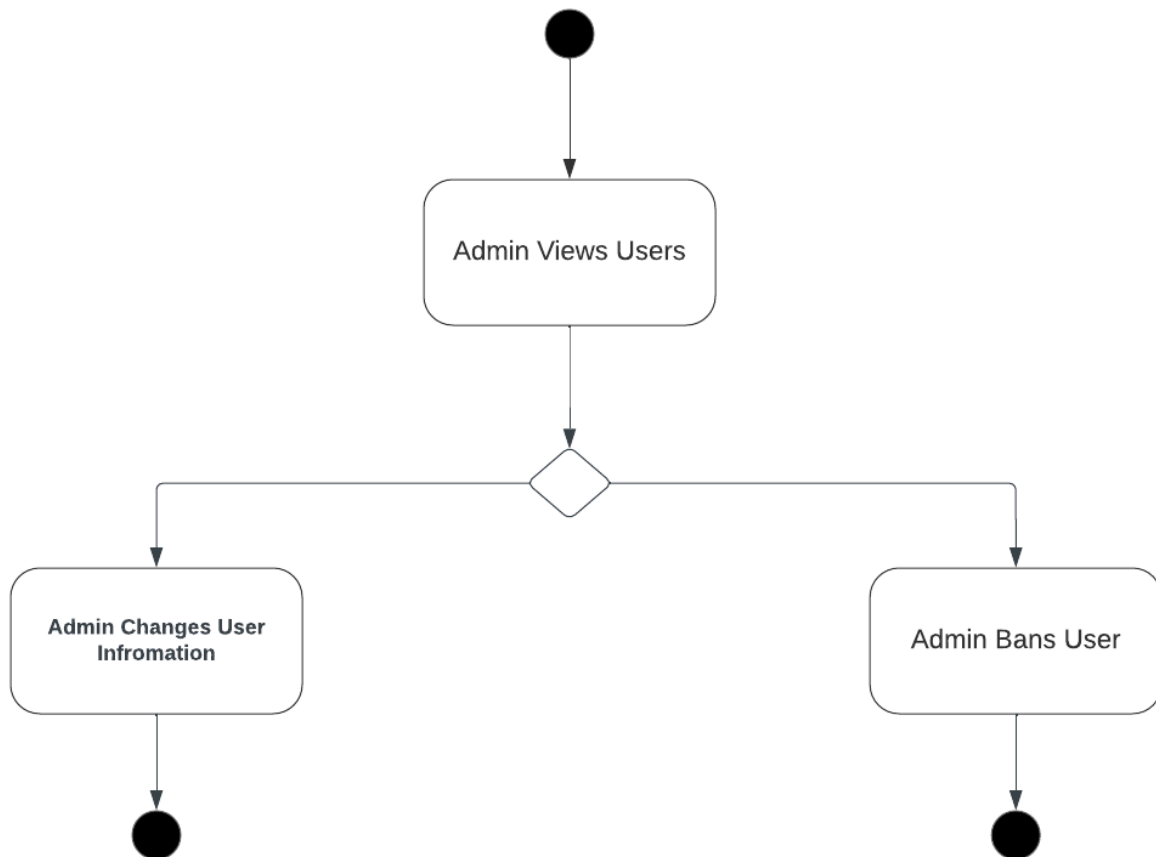 Admin Views Users
Admin Changes User
Infromation
Admin Bans User